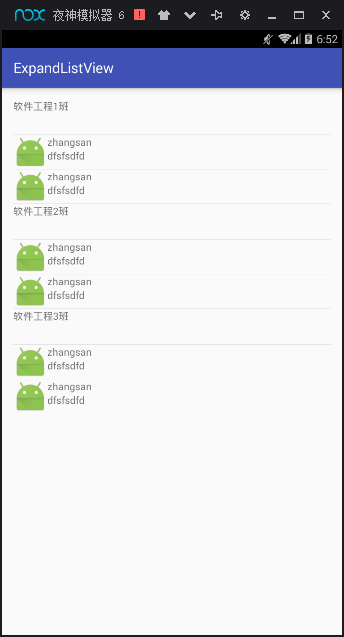 nox 夜神模拟器 6
6:52
ExpandListView
软件工程1班
zhangsan
dfsfsdfd
zhangsan
dfsfsdfd
软件工程2班
zhangsan
dfsfsdfd
zhangsan
dfsfsdfd
软件工程3班
zhangsan
dfsfsdfd
zhangsan
dfsfsdfd